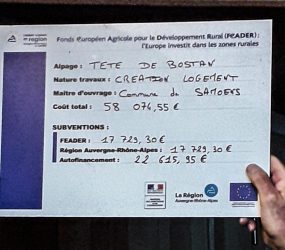 Fonds Européen Agricole pour le Développement Rural (FEADER) :
l'Europe investit dans les zones rurales
Alpage : TETE DE BOSTAN
Nature travaux : CREATION LOGEMENT
Maître d'ouvrage : Commune de SAMOENS
Coût total : 58 074,55 €
SUBVENTIONS :
FEADER : 17 729,30 €
Région Auvergne-Rhône-Alpes : 17 729,30 €
Autofinancement : 22 615,95 €
La Région
Auvergne-Rhône-Alpes